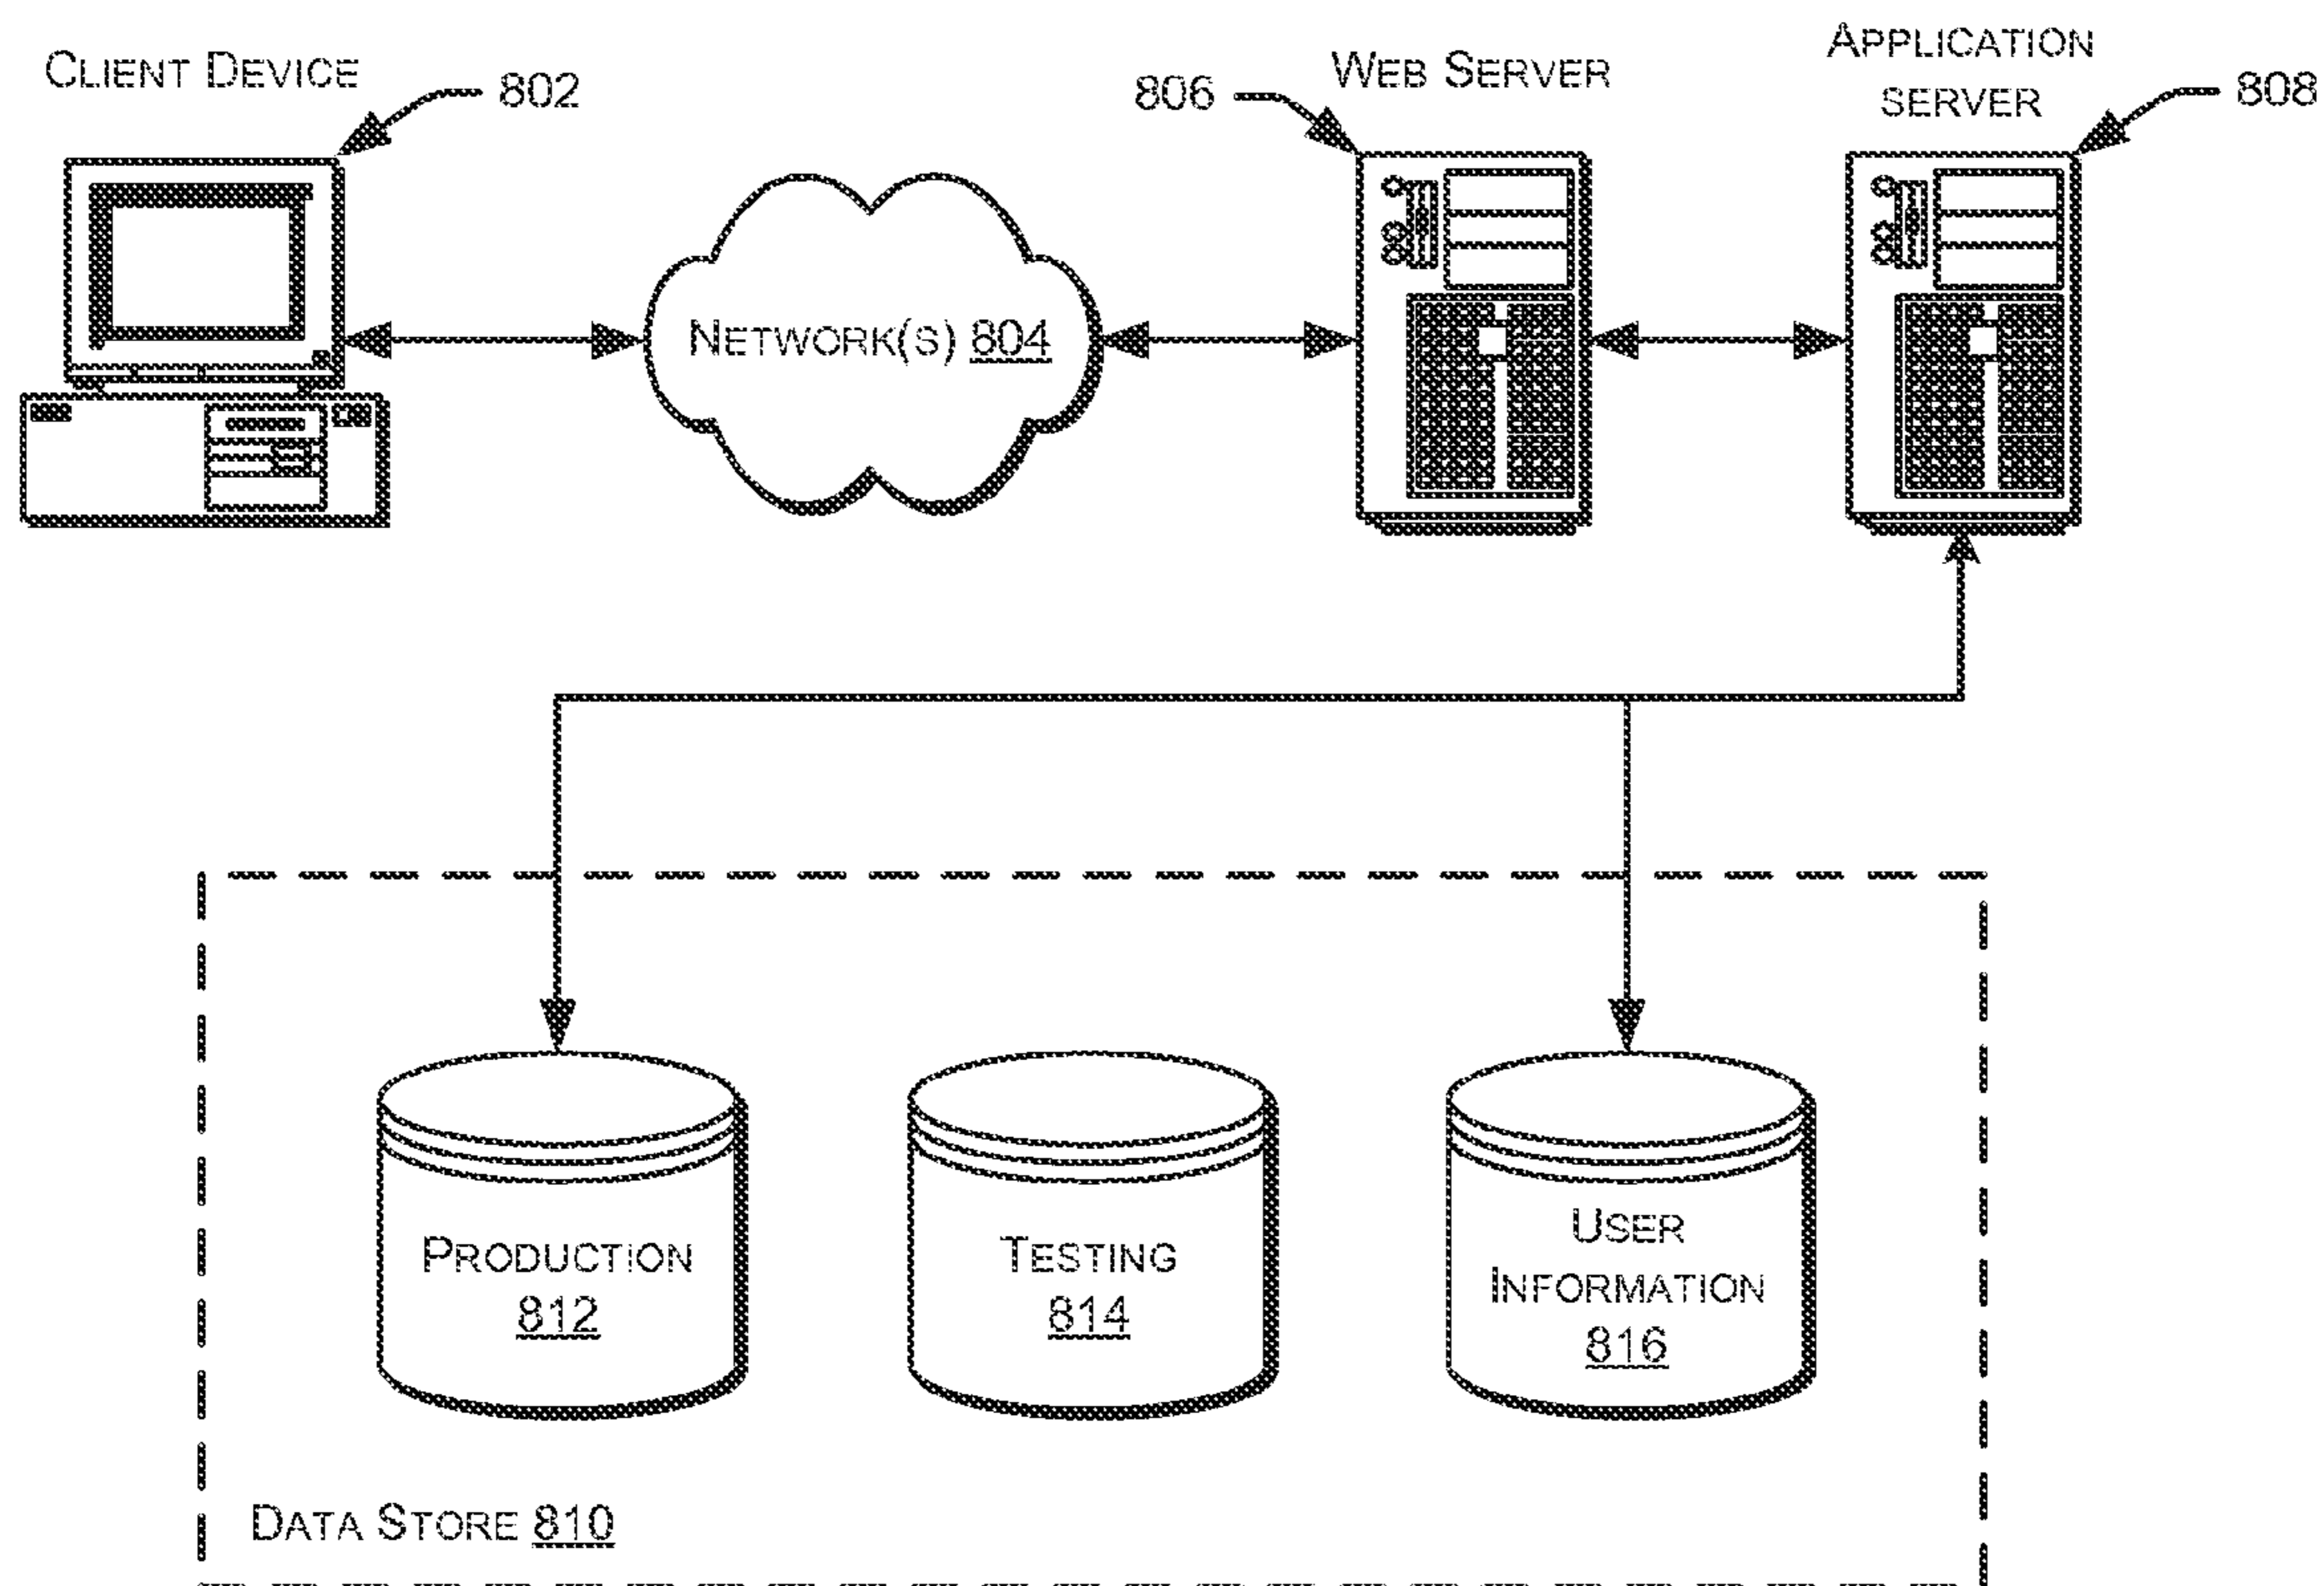 CLIENT DEVICE
802
806
WEB SERVER
APPLICATION
SERVER
808
NETWORK(S) 804
PRODUCTION
812
TESTING
814
USER
INFORMATION
816
DATA STORE 810